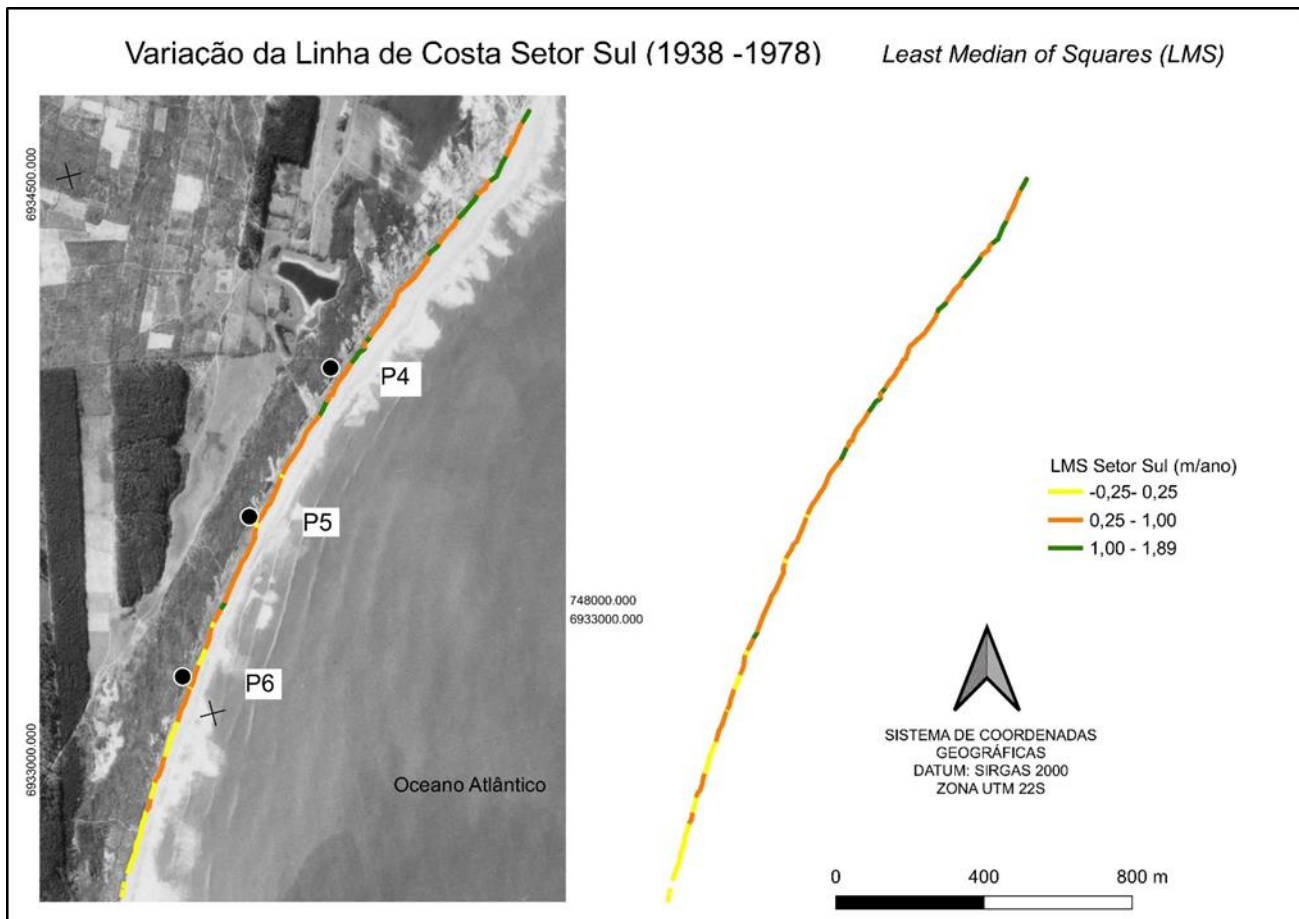 Variação da Linha de Costa Setor Sul (1938 -1978)
Least Median of Squares (LMS)
6934500.000
P4
P5
P6
6933000.000
Oceano Atlântico
748000.000
6933000.000
LMS Setor Sul (m/ano)
-0,25- 0,25
0,25 - 1,00
1,00 - 1,89
SISTEMA DE COORDENADAS
GEOGRÁFICAS
DATUM: SIRGAS 2000
ZONA UTM 22S
0 400 800 m